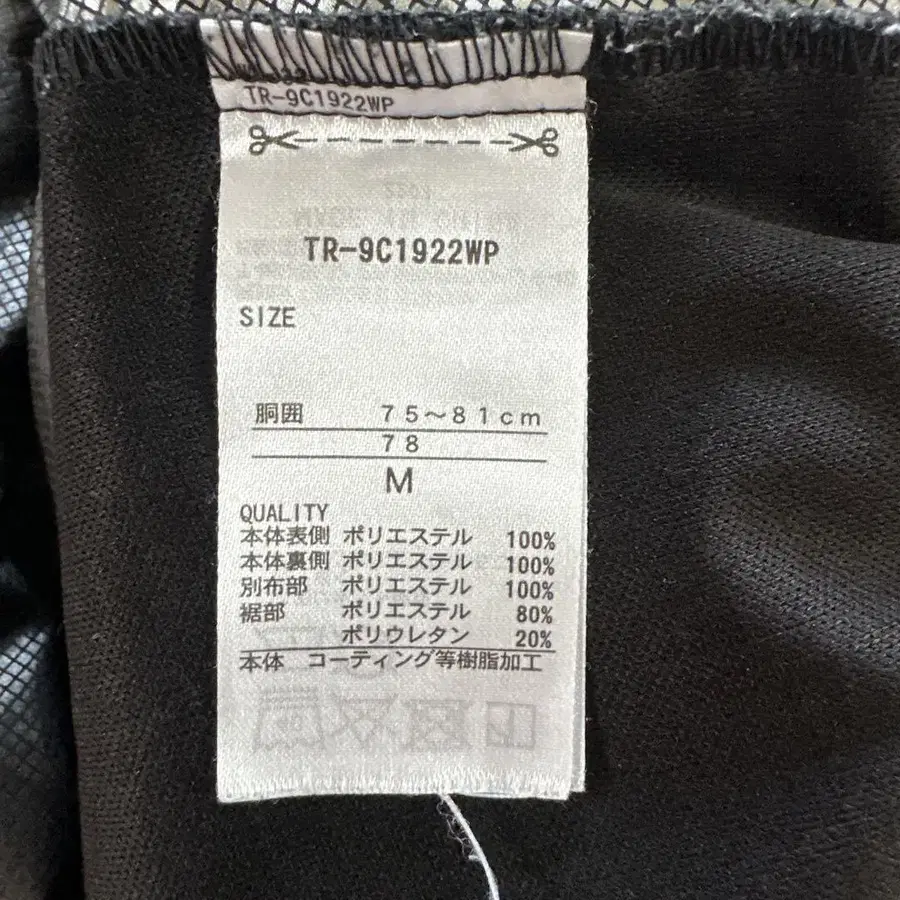 TR-9C1922WP
TR-9C1922WP
SIZE
胴囲 75~81cm
78
M
QUALITY
本体表側 ポリエステル 100%
本体裏側 ポリエステル 100%
別布部 ポリエステル 100%
裾部 ポリエステル 80%
ポリウレタン 20%
本体 コーティング等樹脂加工